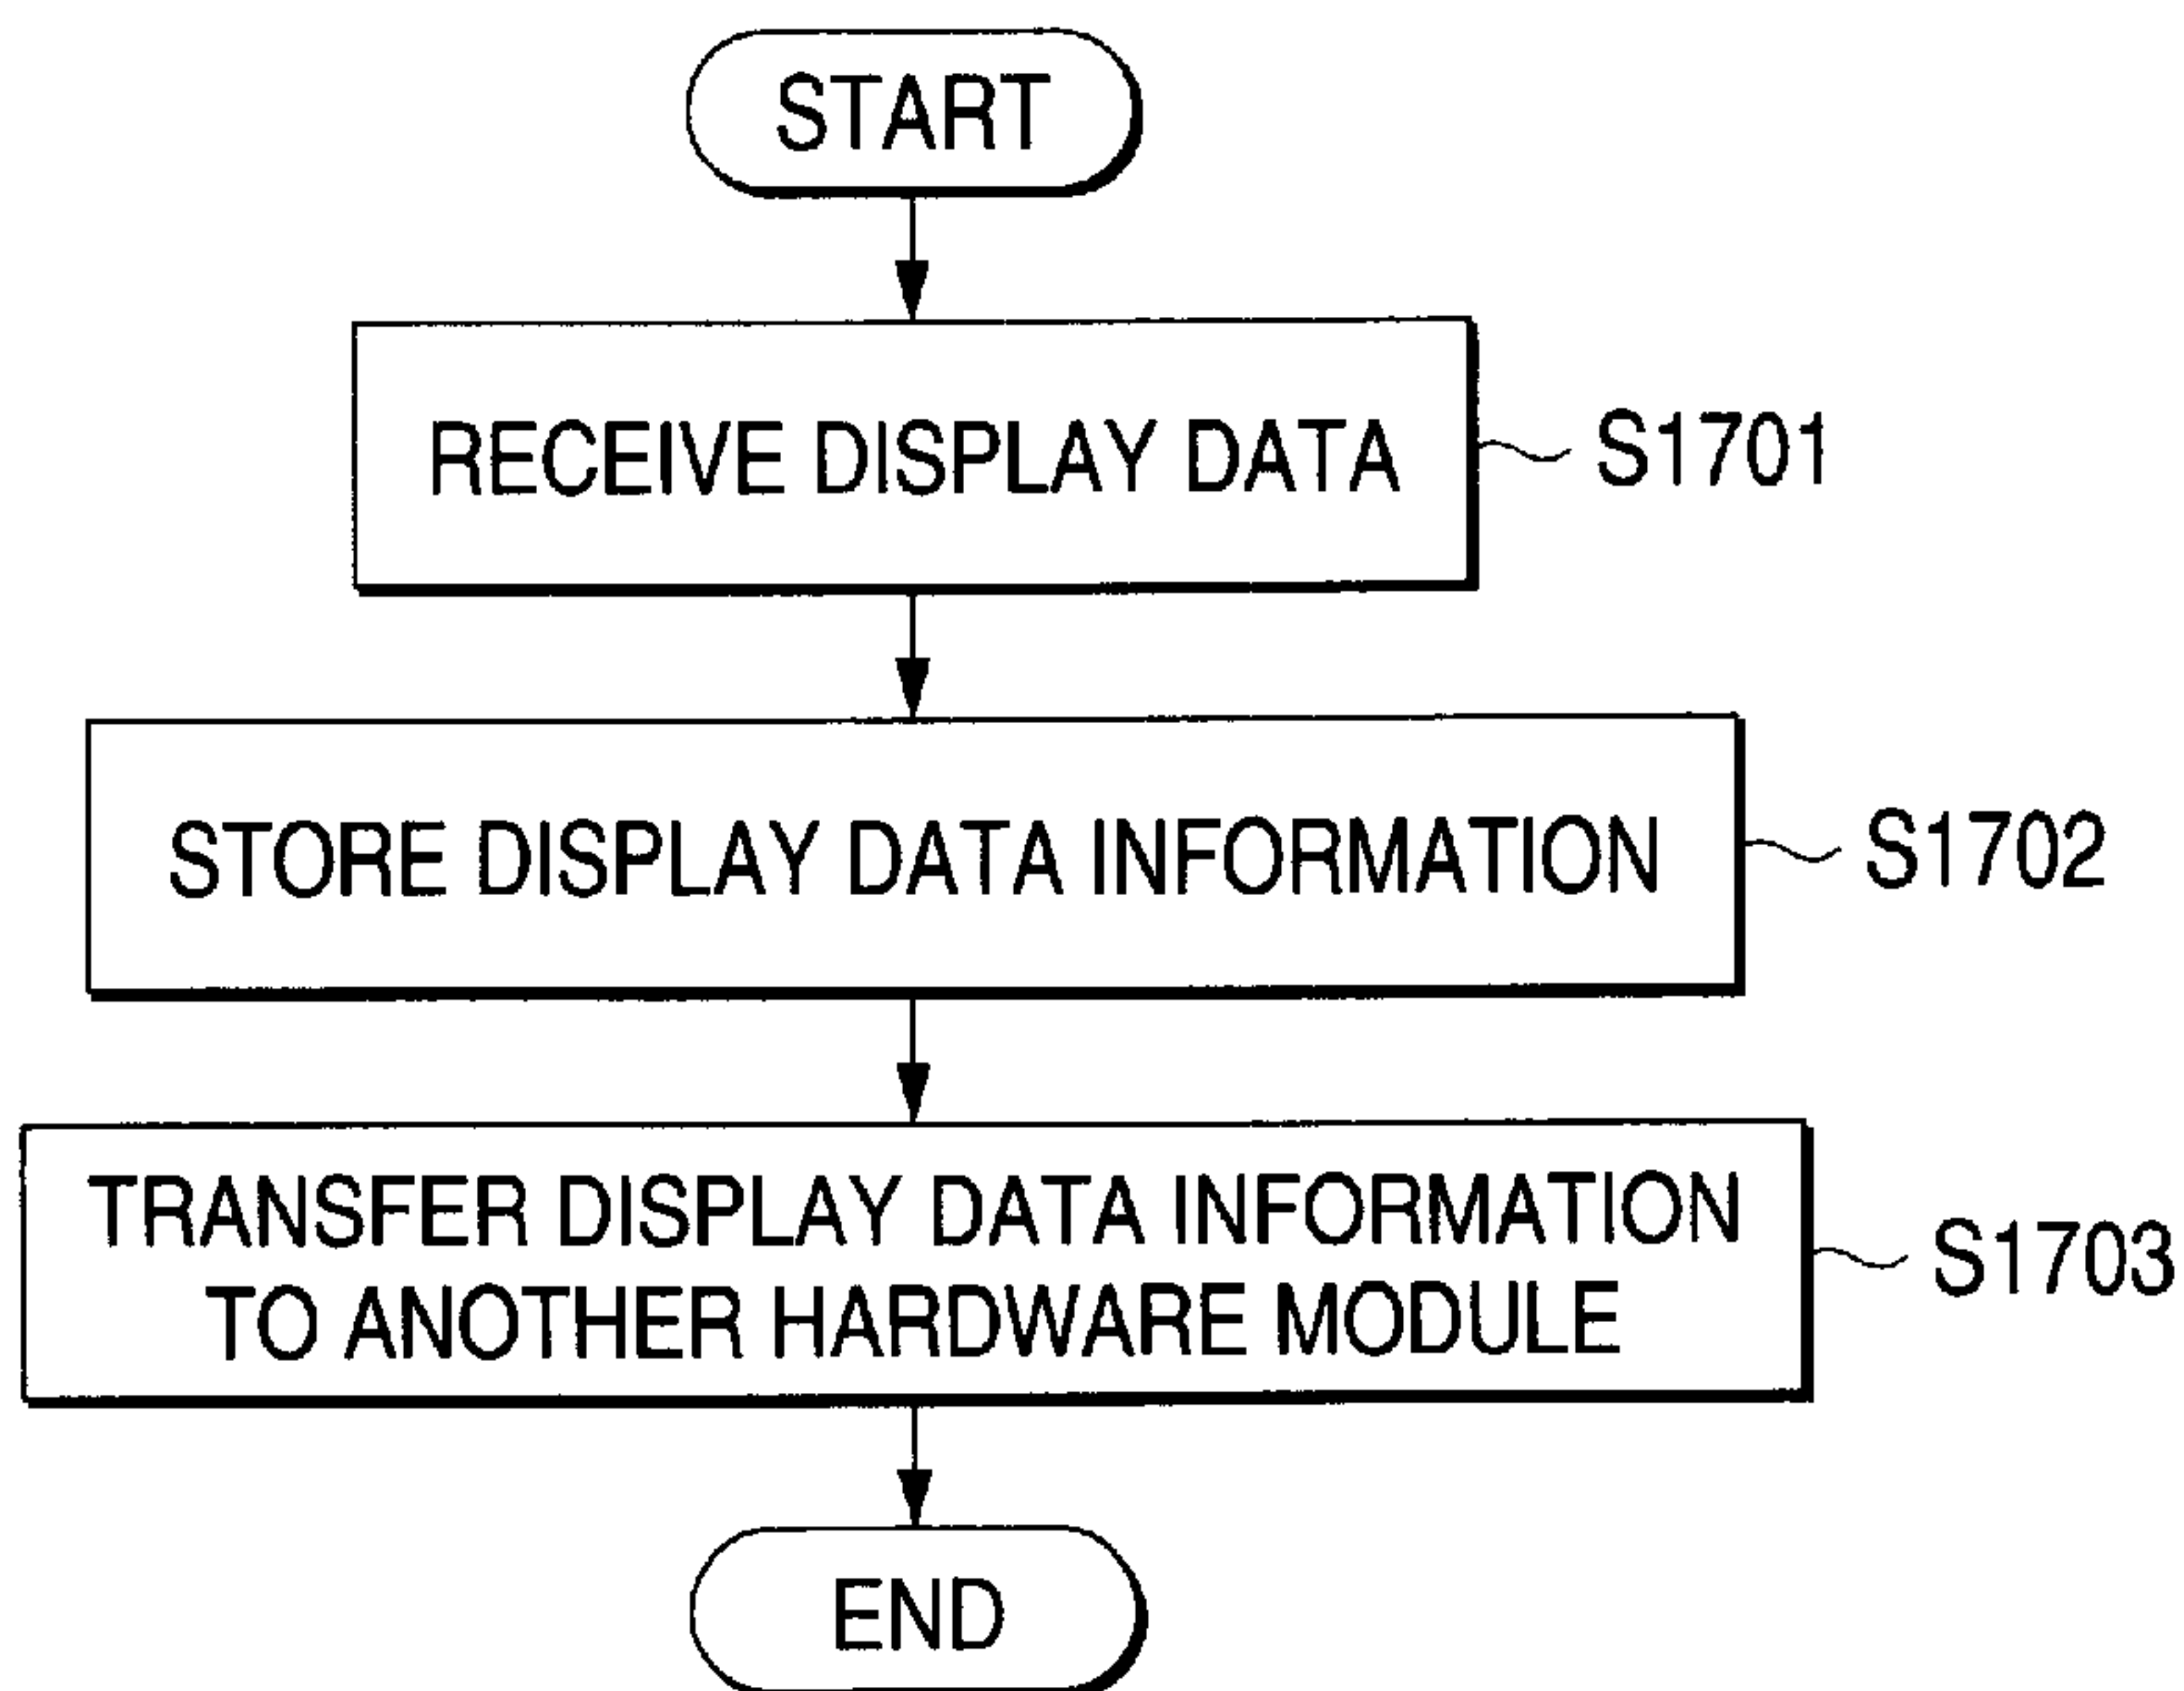 START
RECEIVE DISPLAY DATA
S1701
STORE DISPLAY DATA INFORMATION
S1702
TRANSFER DISPLAY DATA INFORMATION
TO ANOTHER HARDWARE MODULE
S1703
END